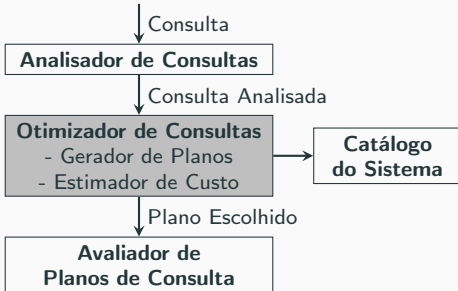 Consulta
Analisador de Consultas
Consulta Analisada
Otimizador de Consultas
- Gerador de Planos
- Estimador de Custo
Catálogo
do Sistema
Plano Escolhido
Avaliador de
Planos de Consulta